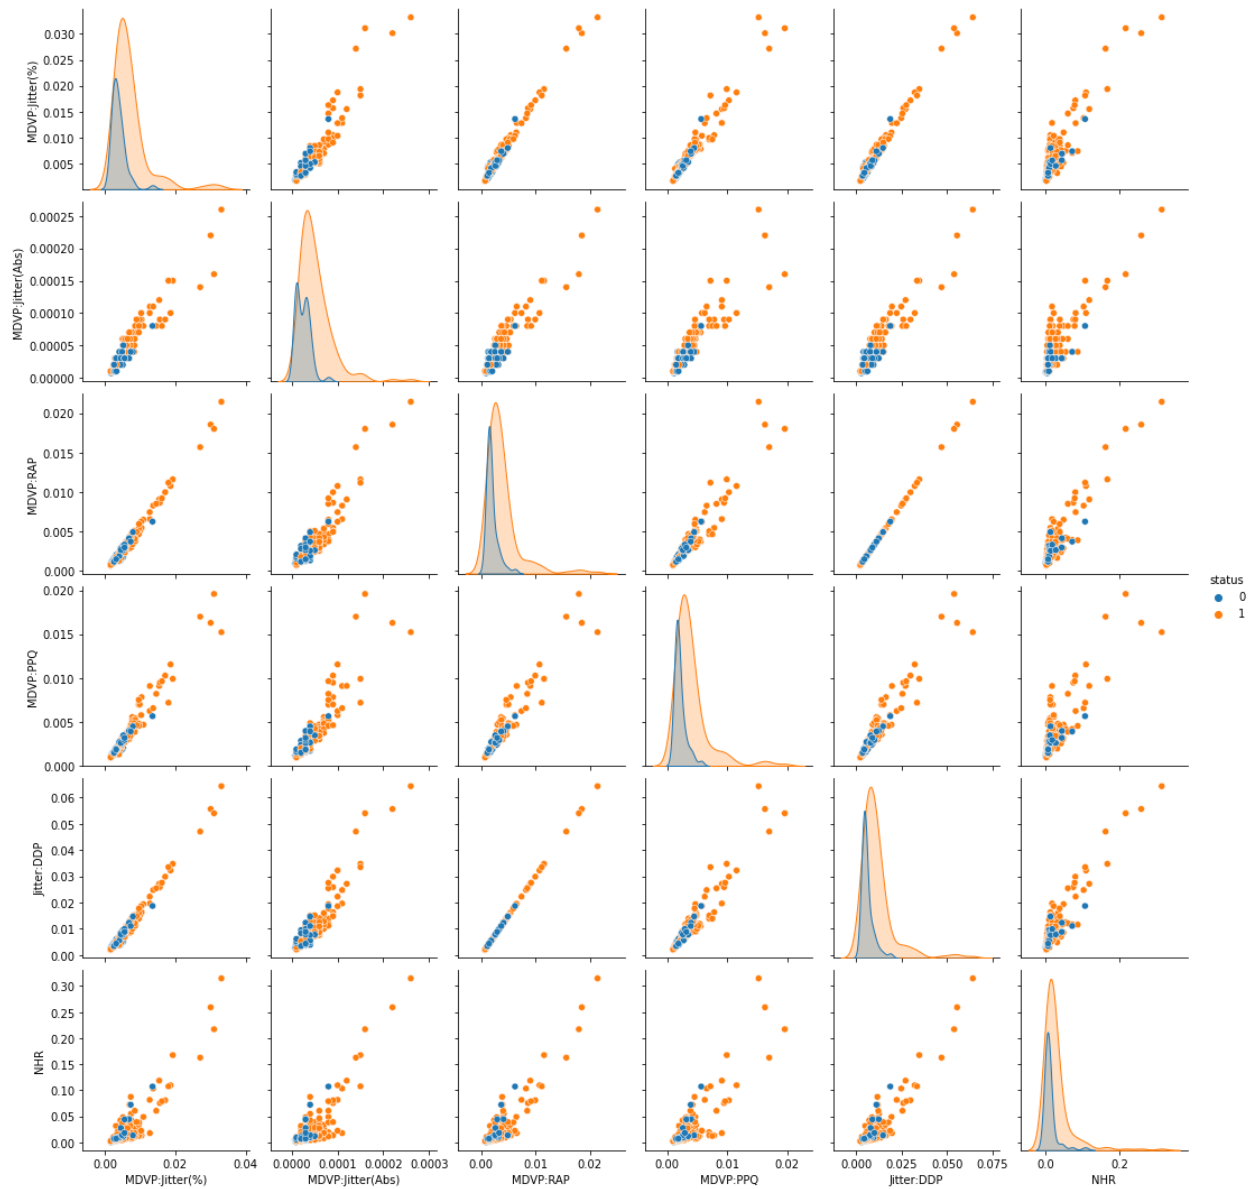 0.030
0.025
0.020
0.015
0.010
0.005
MDVP:Jitter(%)
0.00025
0.00020
0.00015
0.00010
0.00005
0.00000
MDVP:Jitter(Abs)
0.020
0.015
0.010
0.005
0.000
MDVP:RAP
status
0
1
0.020
0.015
0.010
0.005
0.000
MDVP:PPQ
0.06
0.05
0.04
0.03
0.02
0.01
0.00
Jitter:DDP
0.30
0.25
0.20
0.15
0.10
0.05
0.00
NHR
0.00 0.02 0.04
MDVP:Jitter(%)
0.0000 0.0001 0.0002 0.0003
MDVP:Jitter(Abs)
0.00 0.01 0.02
MDVP:RAP
0.00 0.01 0.02
MDVP:PPQ
0.000 0.025 0.050 0.075
Jitter:DDP
0.0 0.2
NHR